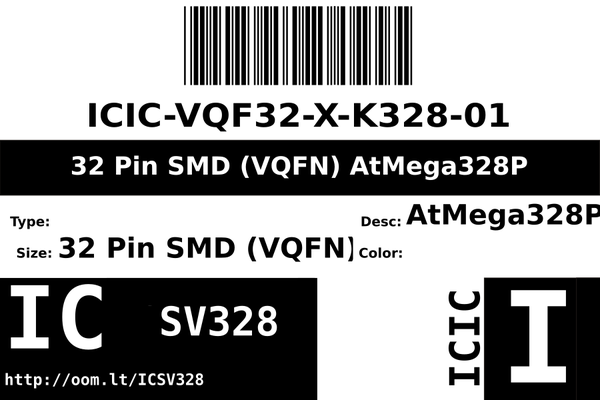 ICIC-VQF32-X-K328-01
32 Pin SMD (VQFN) AtMega328P
Type:
Desc: AtMega328P
Size: 32 Pin SMD (VQFN)
Color:
IC
SV328
http://oom.lt/ICSV328
ICIC
I